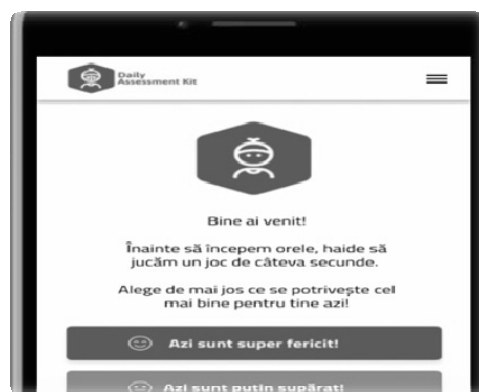 Daily
Assessment Kit
Bine ai venit!
Înainte să începem orele, haide să
jucăm un joc de câteva secunde.
Alege de mai jos ce se potrivește cel
mai bine pentru tine azi!
Azi sunt super fericit!
Azi sunt puțin supărat!